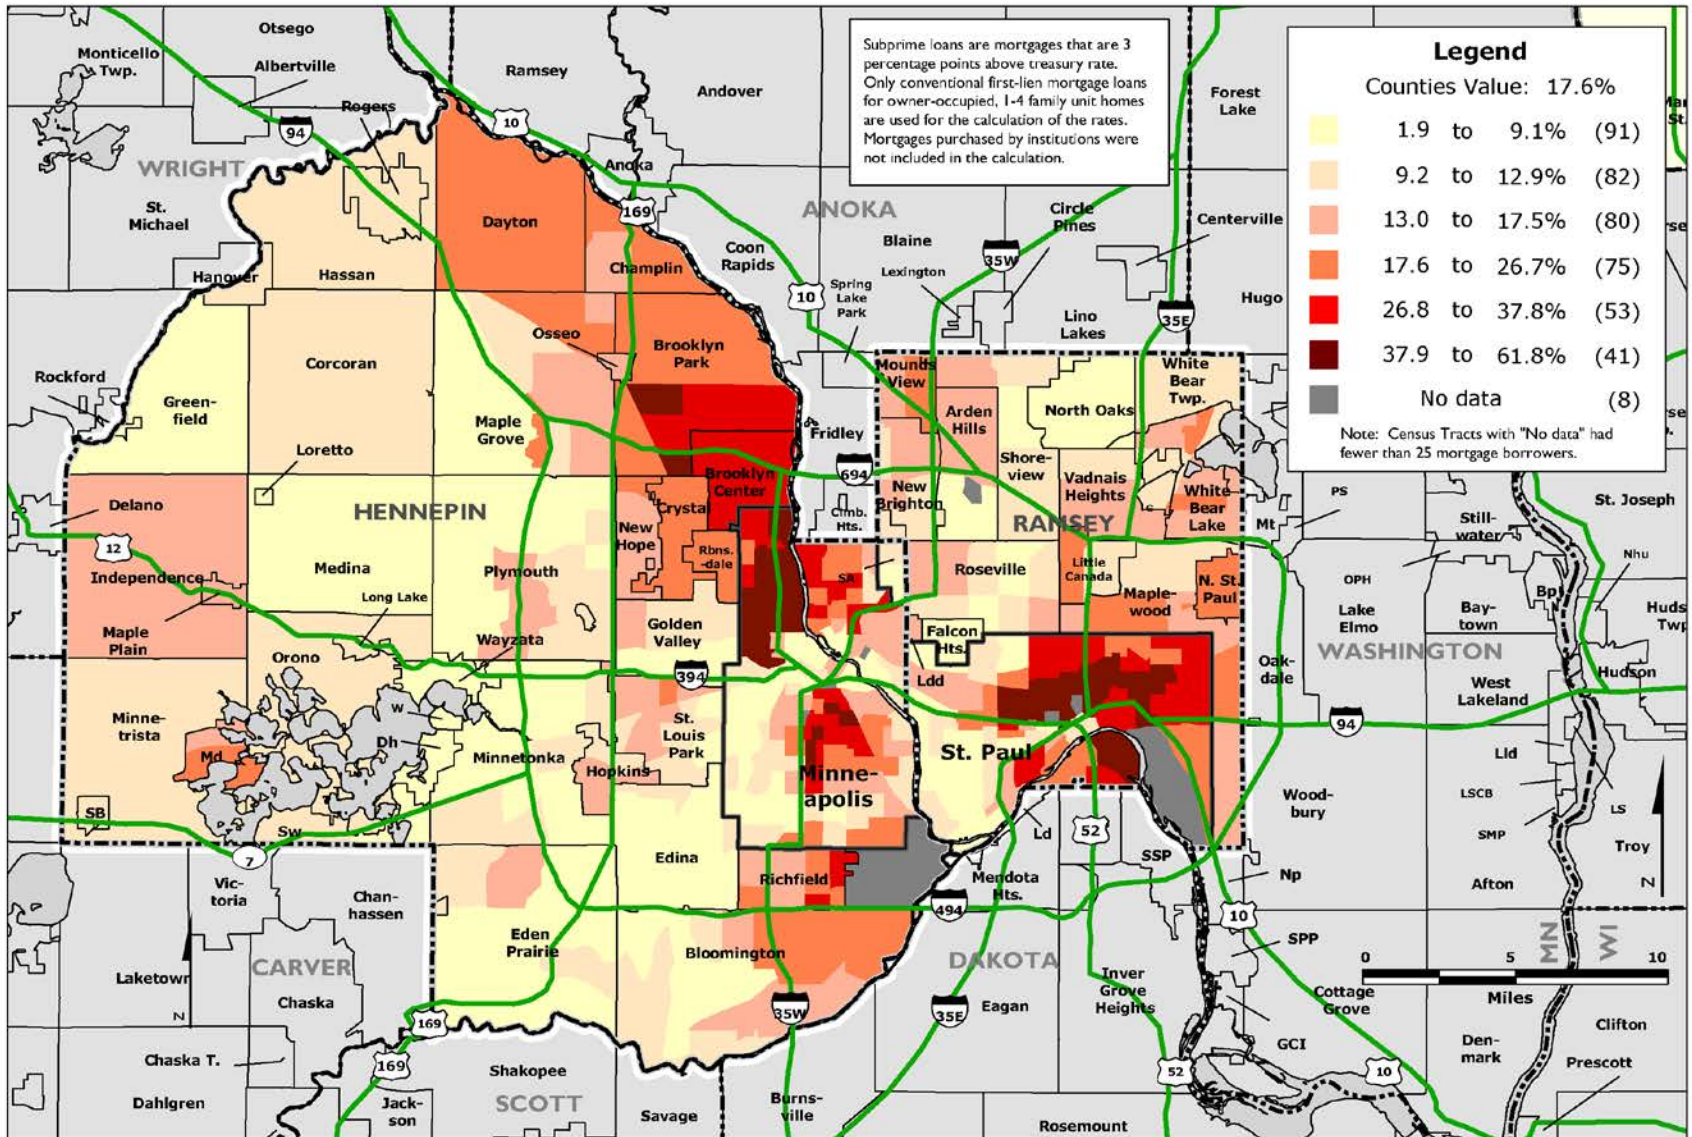 Otsego
Monticello
Twp.
Albertville
Ramsey
Andover
Rogers
94
10
WRIGHT
Anoka
St.
Michael
Dayton
169
ANOKA
Hanover
Hassan
Champlin
Coon
Rapids
Blaine
Circle
Pines
Centerville
Forest
Lake
35W
Lexington
10
Spring
Lake
Park
Lino
Lakes
35E
Hugo
Subprime loans are mortgages that are 3
percentage points above treasury rate.
Only conventional first-lien mortgage loans
for owner-occupied, 1-4 family unit homes
are used for the calculation of the rates.
Mortgages purchased by institutions were
not included in the calculation.
Legend
Counties Value: 17.6%
1.9 to 9.1% (91)
9.2 to 12.9% (82)
13.0 to 17.5% (80)
17.6 to 26.7% (75)
26.8 to 37.8% (53)
37.9 to 61.8% (41)
No data (8)
Note: Census Tracts with "No data" had
fewer than 25 mortgage borrowers.
Osseo
Brooklyn
Park
Corcoran
Rockford
Green-
field
Maple
Grove
Loretto
Fridley
694
Mounds
View
Arden
Hills
North Oaks
White
Bear
Twp.
Shore-
view
Vadnais
Heights
New
Brighton
RAMSEY
White
Bear
Lake
Delano
HENNEPIN
Brooklyn
Center
Crystal
New
Hope
Rbns.
-dale
Clmb.
Hts.
SA
12
Independence
Medina
Plymouth
Long Lake
Maple
Plain
Wayzata
Orono
Golden
Valley
394
Roseville
Little
Canada
Maple-
wood
N. St.
Paul
Falcon
Hts.
Ldd
Mt
PS
Still-
water
St. Joseph
Nhu
OPH
Lake
Elmo
Bay-
town
Bp
Huds
Twp
WASHINGTON
Oak-
dale
West
Lakeland
Hudson
94
Minne-
trista
W
Dh
Md
Minnetonka
Hopkins
St.
Louis
Park
Minne-
apolis
St. Paul
SB
Sw
7
Lld
LSCB
LS
SMP
Wood-
bury
Troy
Afton
N
Ld
52
SSP
Np
10
Edina
Richfield
Mendota
Hts.
494
Vic-
toria
Chan-
hassen
Eden
Prairie
Bloomington
DAKOTA
SPP
MN
WI
0 5 10
Miles
Laketown
CARVER
Chaska
N
35W
35E
Eagan
Inver
Grove
Heights
Cottage
Grove
169
Clifton
Chaska T.
169
Shakopee
GCI
Den-
mark
Prescott
52
10
Dahlgren
Jack-
son
SCOTT
Savage
Burns-
ville
Rosemount